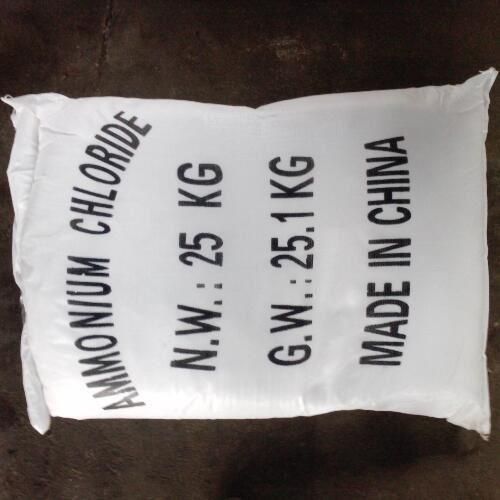 AMMONIUM CHLORIDE
N.W.: 25 KG
G.W.: 25.1 KG
MADE IN CHINA